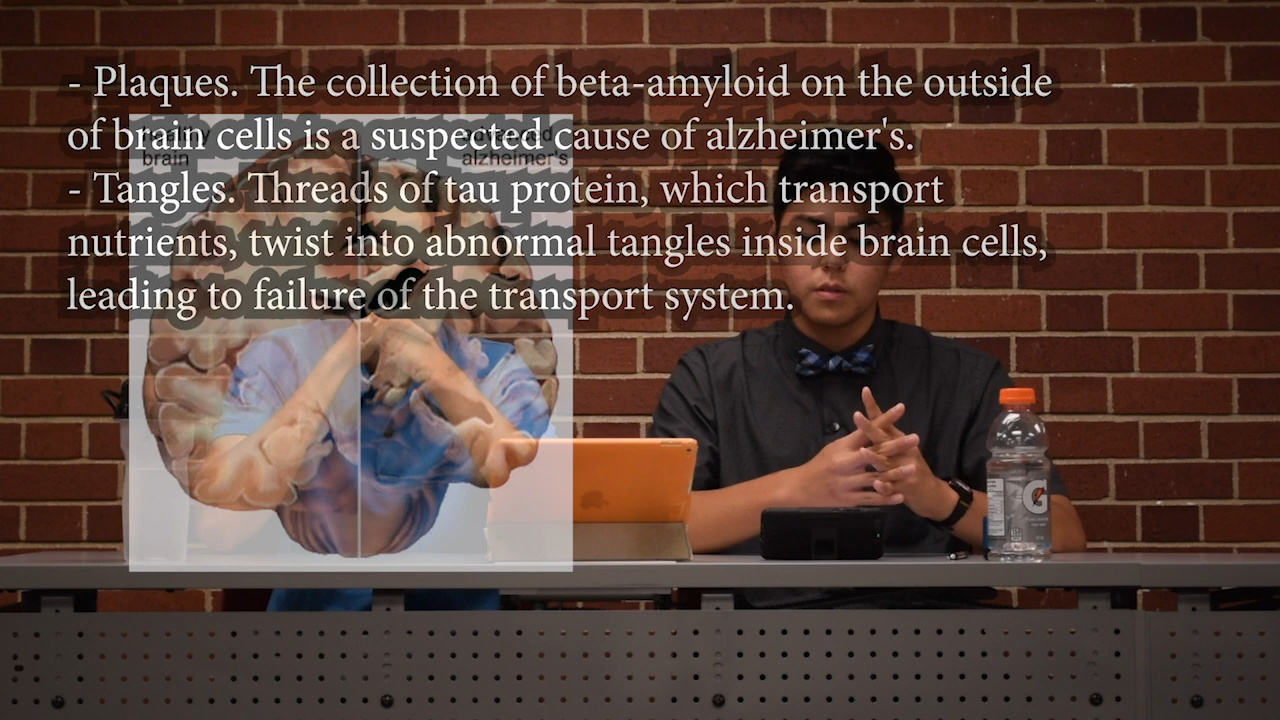 - Plaques. The collection of beta-amyloid on the outside
of brain cells is a suspected cause of alzheimer's.
- Tangles. Threads of tau protein, which transport
nutrients, twist into abnormal tangles inside brain cells,
leading to failure of the transport system.
healthy
brain
advanced
alzheimer's
G